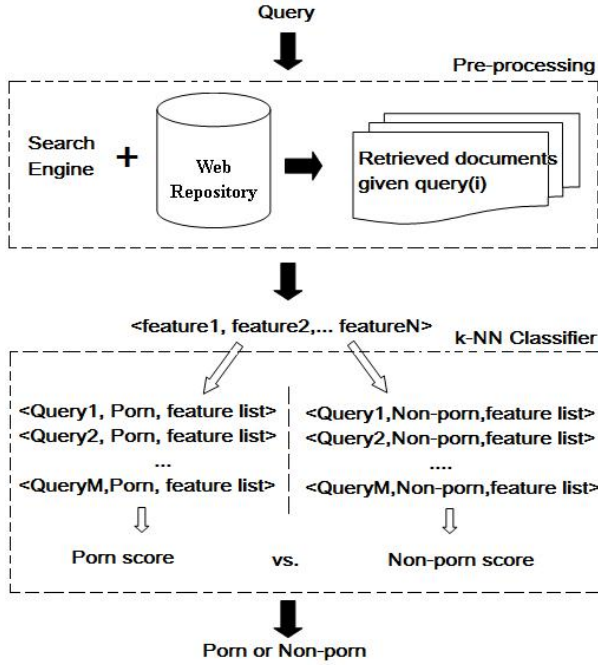 Query
Pre-processing
Search
Engine
+
Web
Repository
Retrieved documents
given query(i)
<feature1, feature2,... featureN>
k-NN Classifier
<Query1, Porn, feature list>
<Query2, Porn, feature list>
...
<QueryM,Porn, feature list>
<Query1,Non-porn,feature list>
<Query2,Non-porn,feature list>
....
<QueryM,Non-porn,feature list>
Porn score
vs.
Non-porn score
Porn or Non-porn